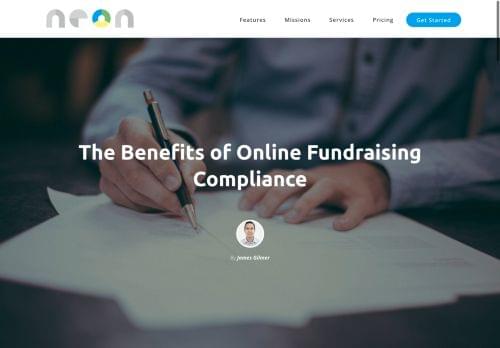 neon
Features
Missions
Services
Pricing
Get Started
The Benefits of Online Fundraising
Compliance
By James Gilmer